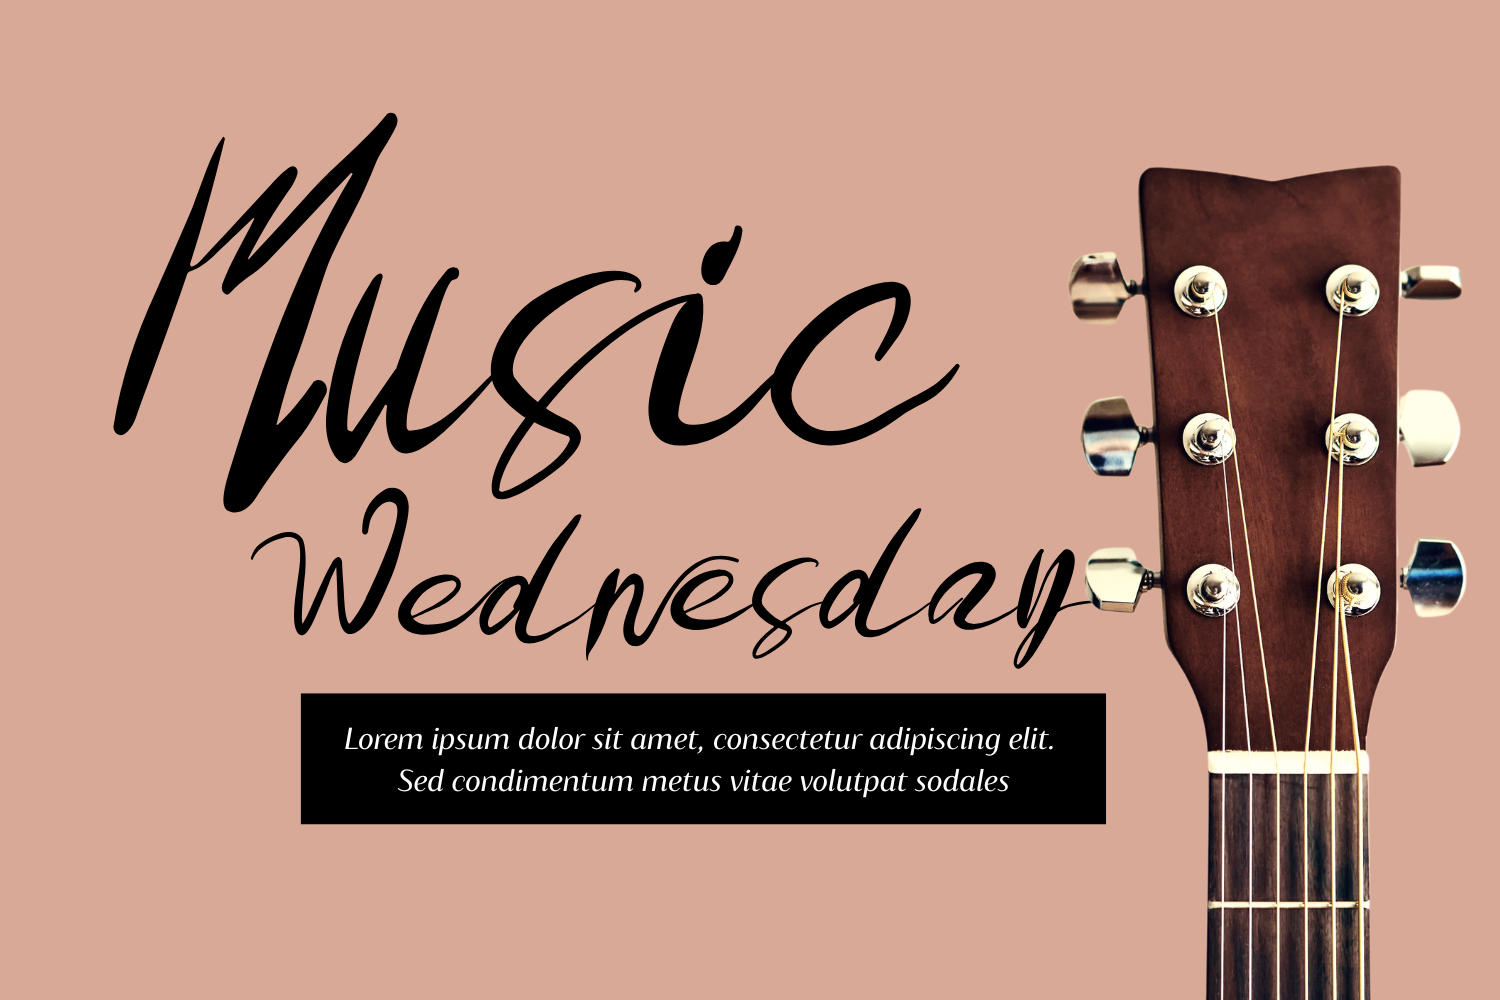 Music
Wednesday
Lorem ipsum dolor sit amet, consectetur adipiscing elit.
Sed condimentum metus vitae volutpat sodales